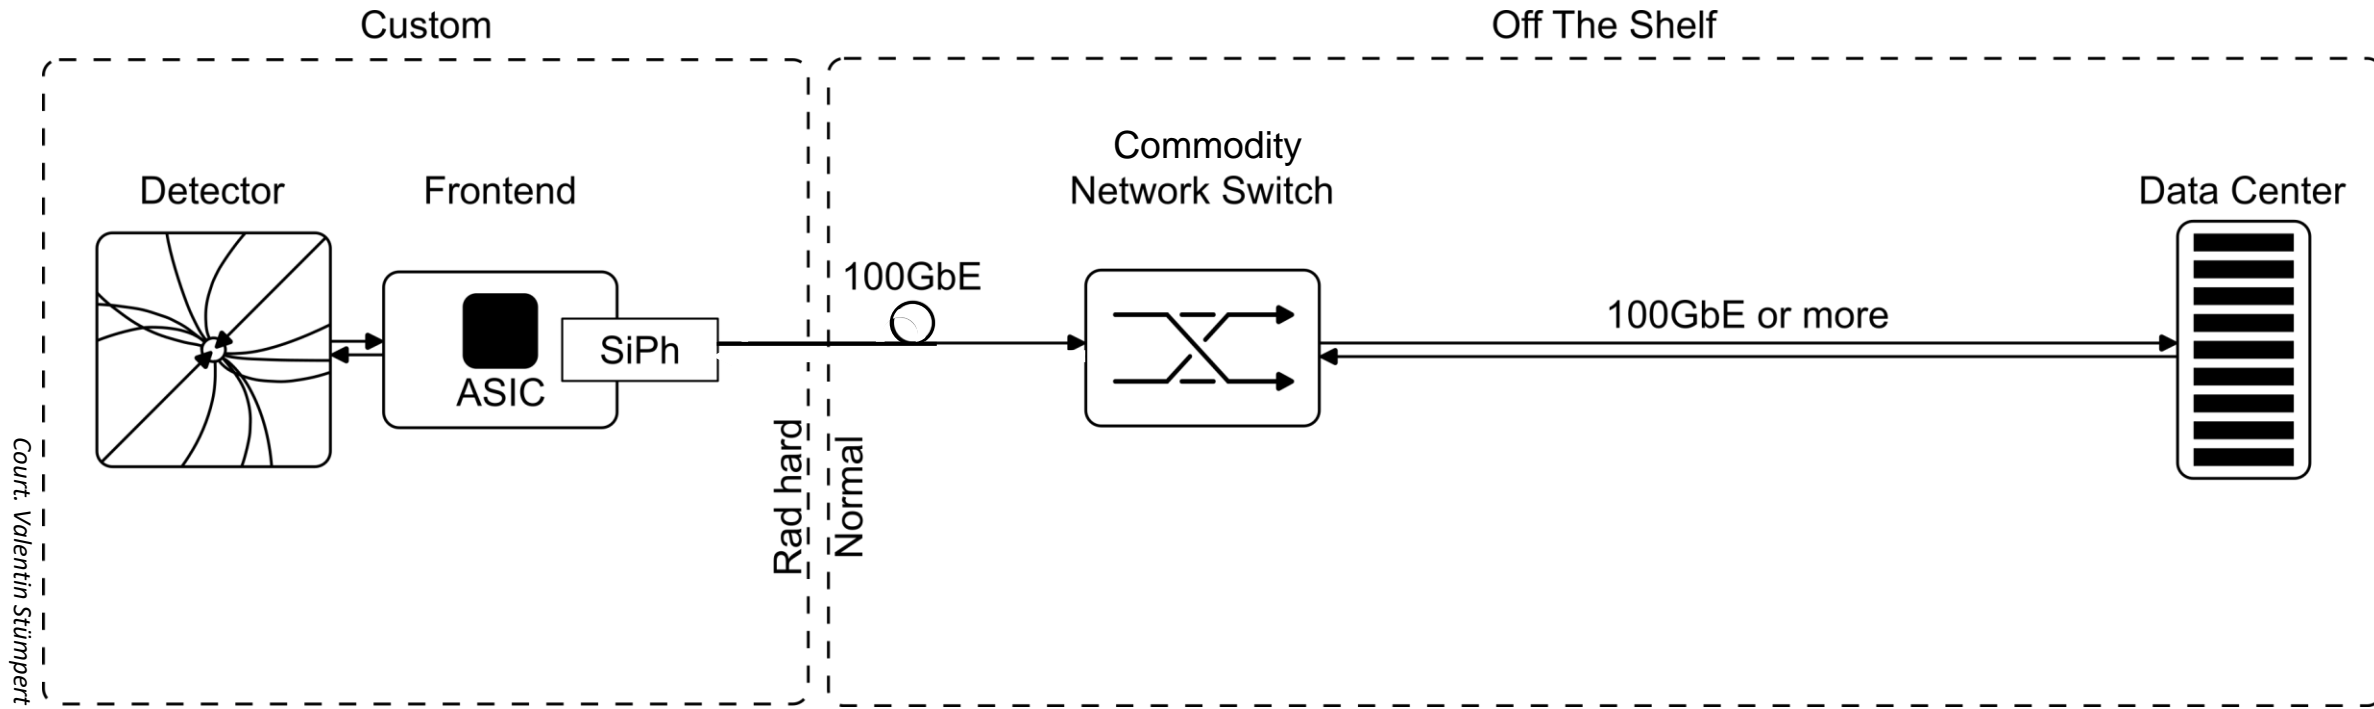 Custom
Off The Shelf
Commodity
Network Switch
Detector
Frontend
Data Center
100GbE
100GbE or more
SiPh
ASIC
Rad hard
Normal
Court. Valentin Stümpert